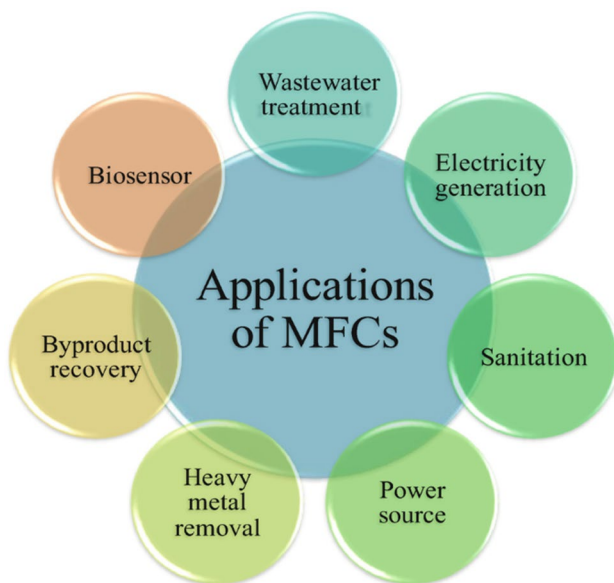 Wastewater
treatment
Electricity
generation
Sanitation
Power
source
Heavy
metal
removal
Byproduct
recovery
Biosensor
Applications
of MFCs